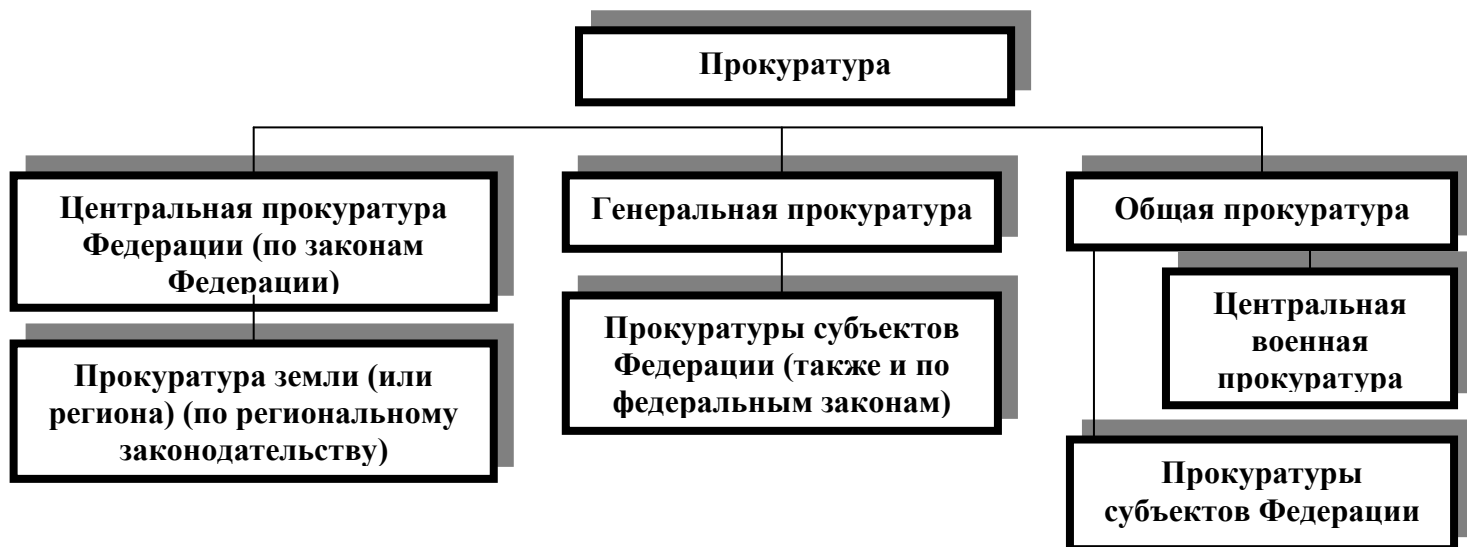 Прокуратура
Центральная прокуратура
Федерации (по законам
Федерации)
Генеральная прокуратура
Общая прокуратура
Прокуратура земли (или
региона) (по региональному
законодательству)
Прокуратуры субъектов
Федерации (также и по
федеральным законам)
Центральная
военная
прокуратура
Прокуратуры
субъектов Федерации